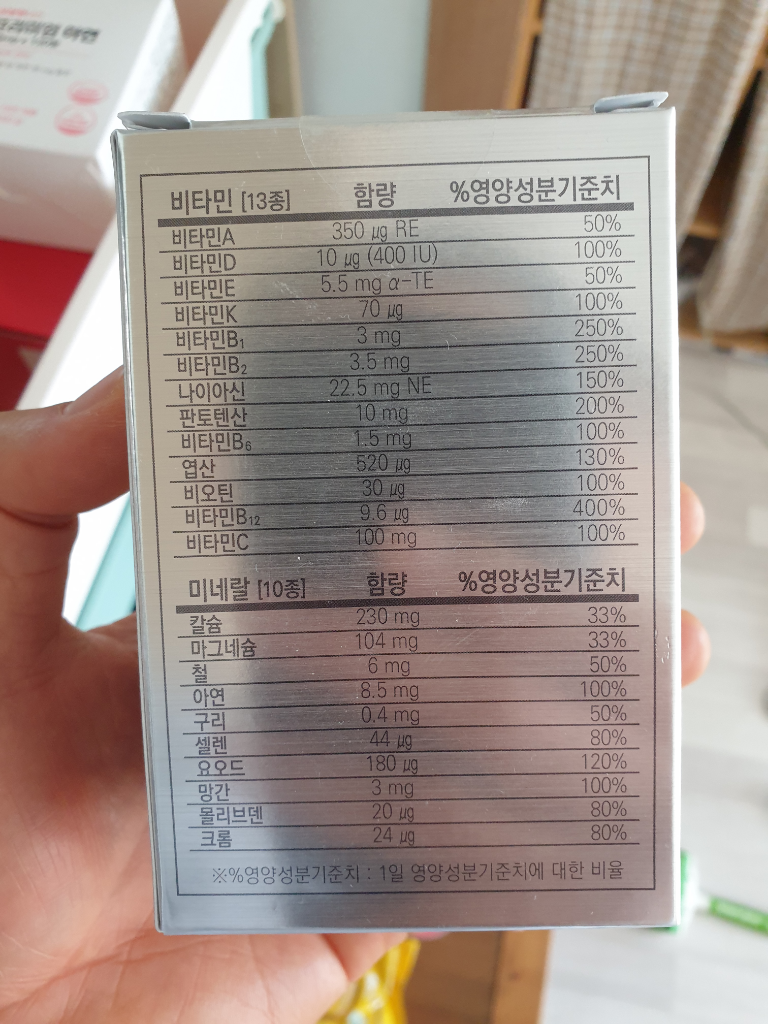 프리미엄 아연
비타민 [13종] 함량 %영양성분기준치
비타민A 350 μg RE 50%
비타민D 10 μg (400 IU) 100%
비타민E 5.5 mg α-TE 50%
비타민K 70 μg 100%
비타민B₁ 3 mg 250%
비타민B₂ 3.5 mg 250%
나이아신 22.5 mg NE 150%
판토텐산 10 mg 200%
비타민B₆ 1.5 mg 100%
엽산 520 μg 130%
비오틴 30 μg 100%
비타민B₁₂ 9.6 μg 400%
비타민C 100 mg 100%
미네랄 [10종] 함량 %영양성분기준치
칼슘 230 mg 33%
마그네슘 104 mg 33%
철 6 mg 50%
아연 8.5 mg 100%
구리 0.4 mg 50%
셀렌 44 μg 80%
요오드 180 μg 120%
망간 3 mg 100%
몰리브덴 20 μg 80%
크롬 24 μg 80%
※%영양성분기준치 : 1일 영양성분기준치에 대한 비율